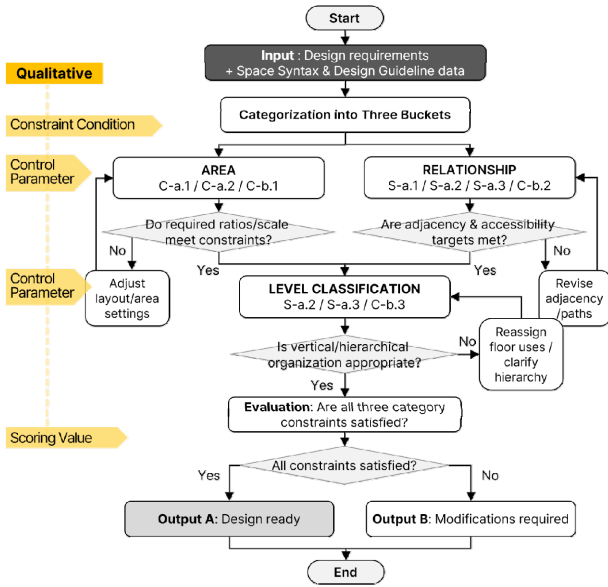 Start
Input : Design requirements
+ Space Syntax & Design Guideline data
Qualitative
Categorization into Three Buckets
Constraint Condition
Control
Parameter
AREA
C-a.1 / C-a.2 / C-b.1
RELATIONSHIP
S-a.1 / S-a.2 / S-a.3 / C-b.2
Do required ratios/scale
meet constraints?
Are adjacency & accessibility
targets met?
No
No
Yes
Yes
Control
Parameter
Adjust
layout/area
settings
LEVEL CLASSIFICATION
S-a.2 / S-a.3 / C-b.3
Revise
adjacency
/paths
Is vertical/hierarchical
organization appropriate?
No
Reassign
floor uses /
clarify
hierarchy
Yes
Evaluation: Are all three category
constraints satisfied?
Scoring Value
All constraints satisfied?
Yes
No
Output A: Design ready
Output B: Modifications required
End